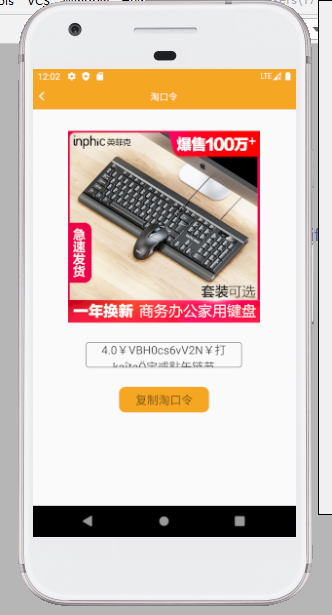 VCS
12:02
LTE
淘口令
inphic 英菲克
爆售100万+
急速发货
套装可选
一年换新 商务办公家用键盘
4.0￥VBH0cs6vV2N￥打
复制淘口令